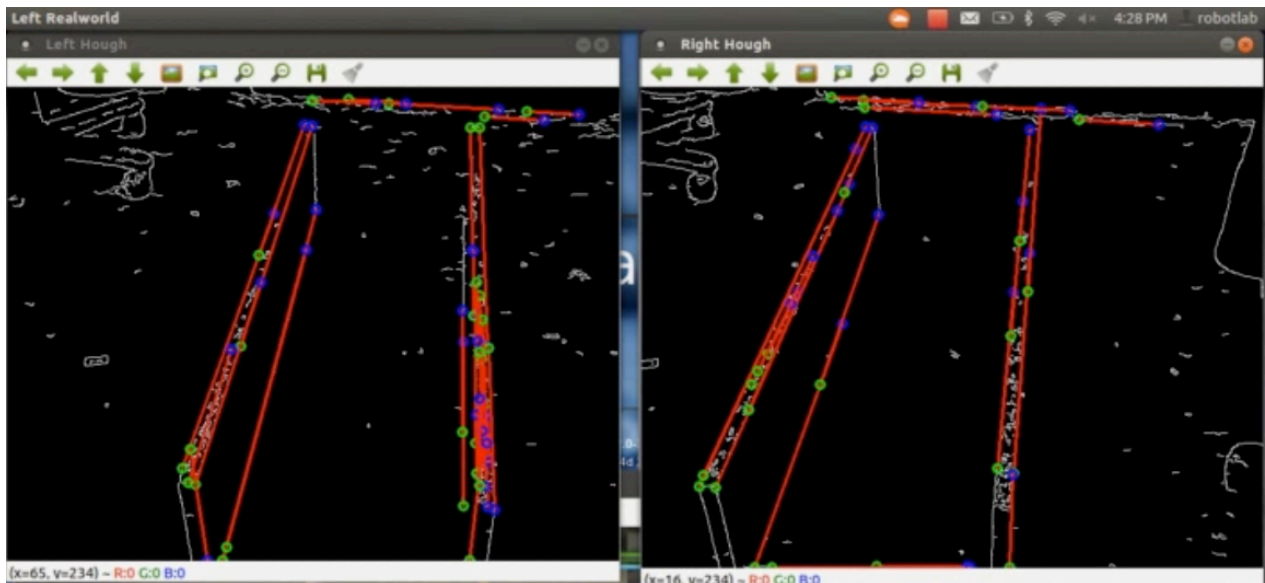 Left Realworld
4:28 PM
robotlab
Left Hough
Right Hough
a
(x=65, y=234) ~ R:0 G:0 B:0
(x=16, y=234) ~ R:0 G:0 B:0